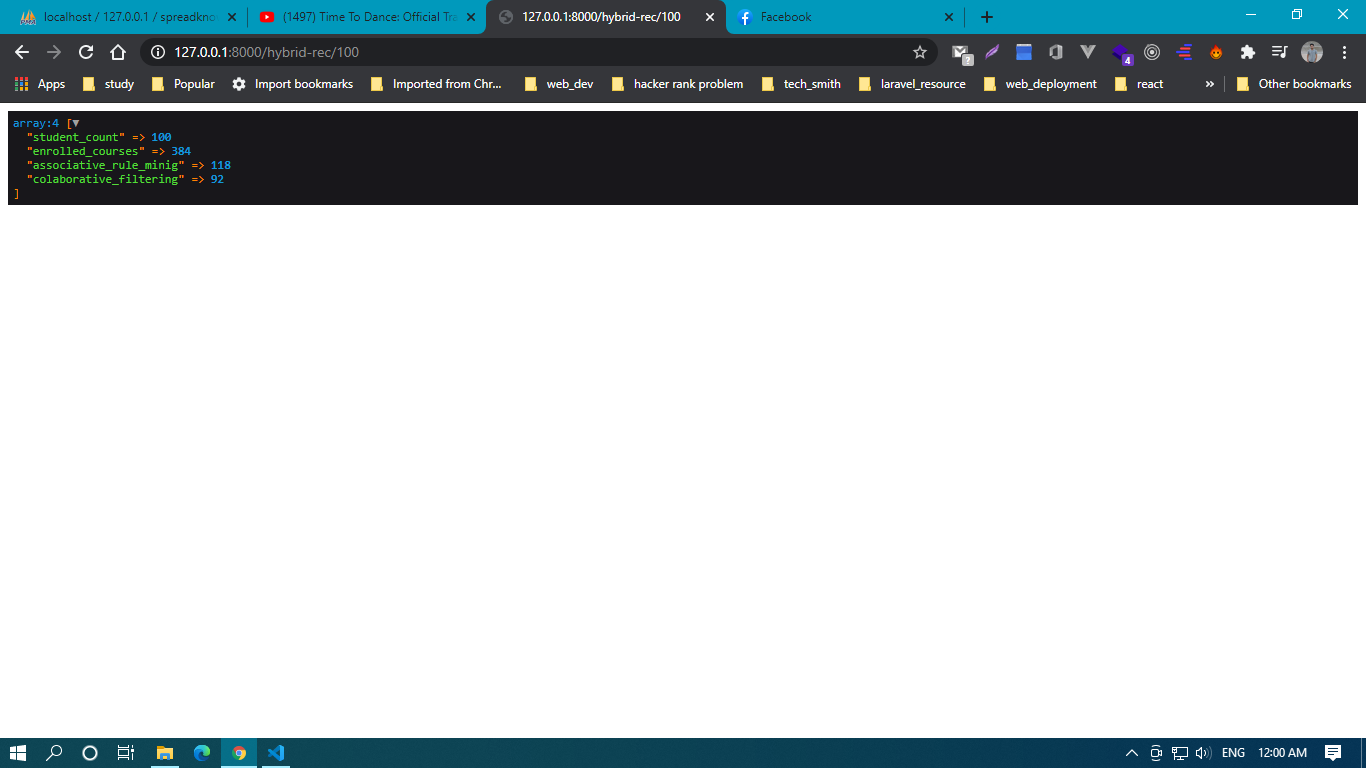 localhost / 127.0.0.1 / spreadkno
(1497) Time To Dance: Official Tra
127.0.0.1:8000/hybrid-rec/100
Facebook
127.0.0.1:8000/hybrid-rec/100
?
4
Apps
study
Popular
Import bookmarks
Imported from Chr...
web_dev
hacker rank problem
tech_smith
laravel_resource
web_deployment
react
»
Other bookmarks
array:4 [▼
"student_count" => 100
"enrolled_courses" => 384
"associative_rule_minig" => 118
"colaborative_filtering" => 92
]
ENG
12:00 AM